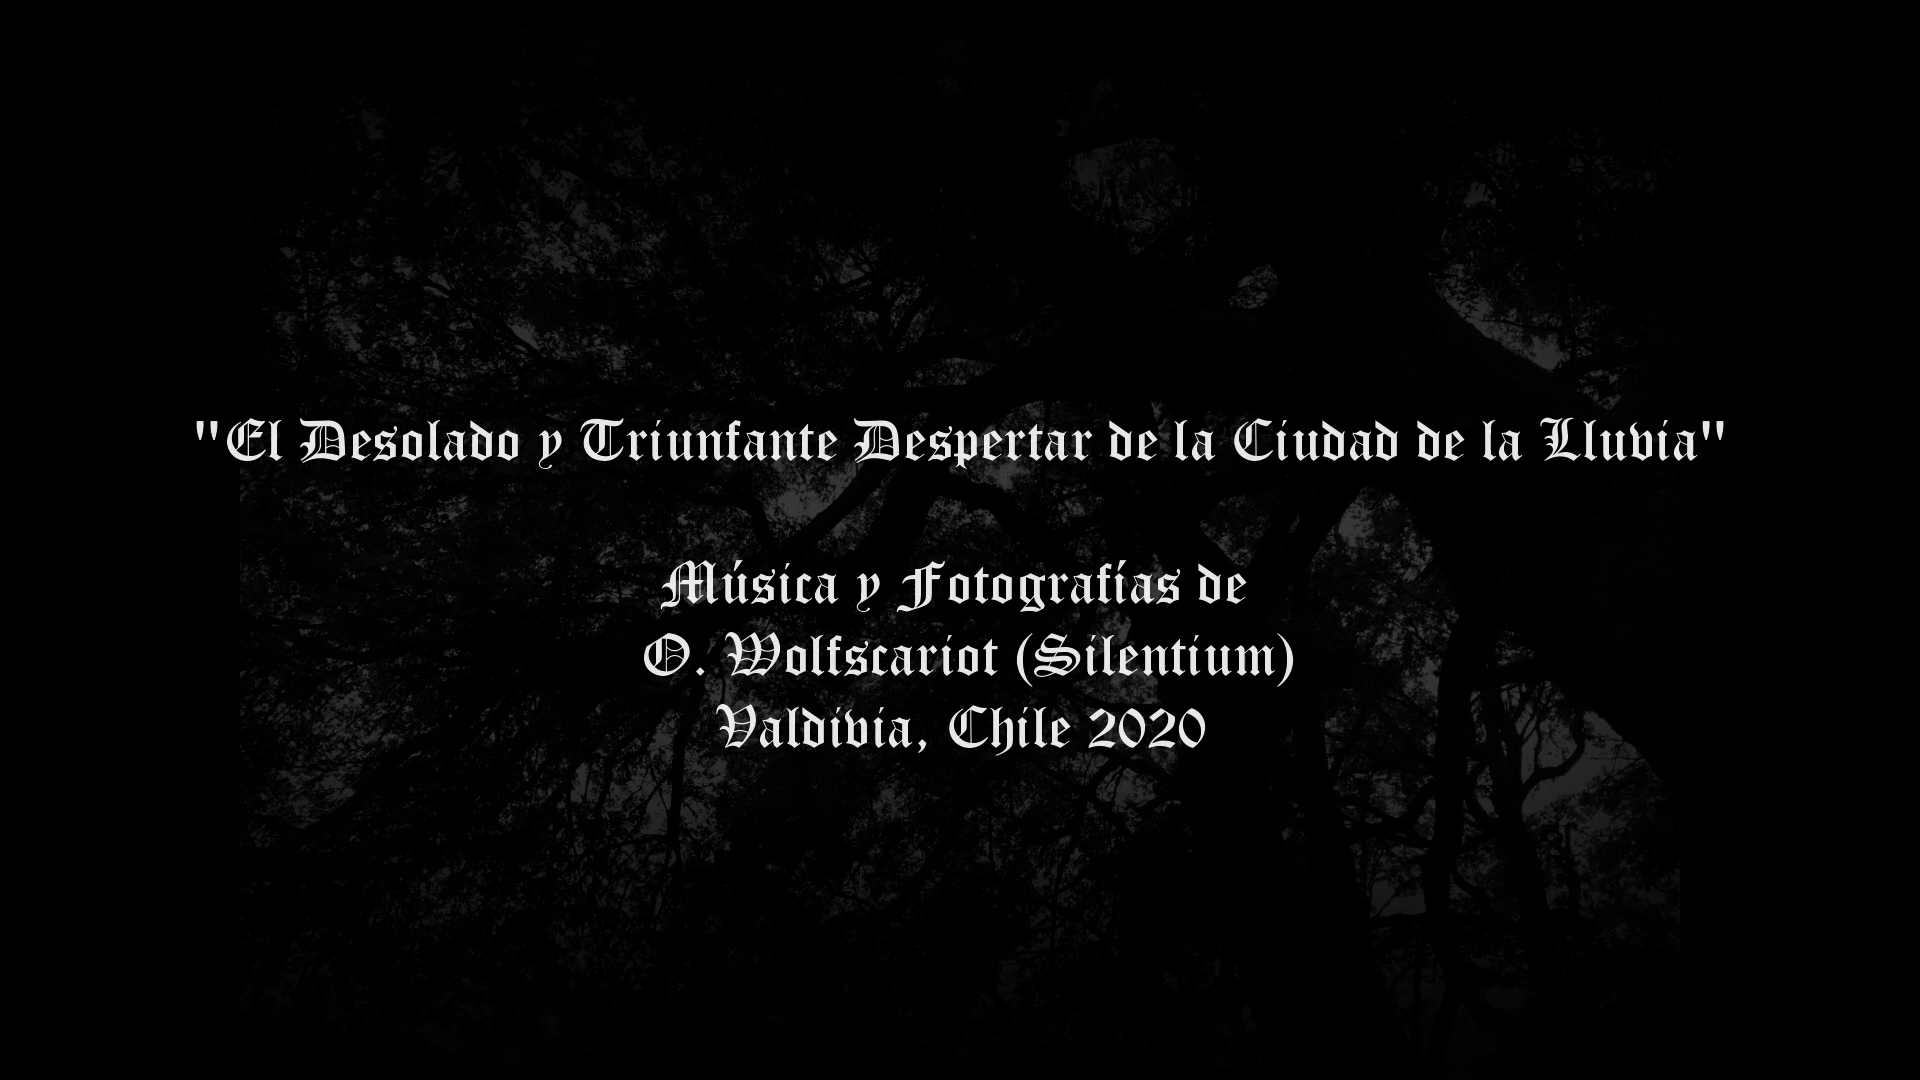 "El Desolado y Triunfante Despertar de la Ciudad de la Lluvia"
Música y Fotografías de
O. Wolfscariot (Silentium)
Valdivia, Chile 2020